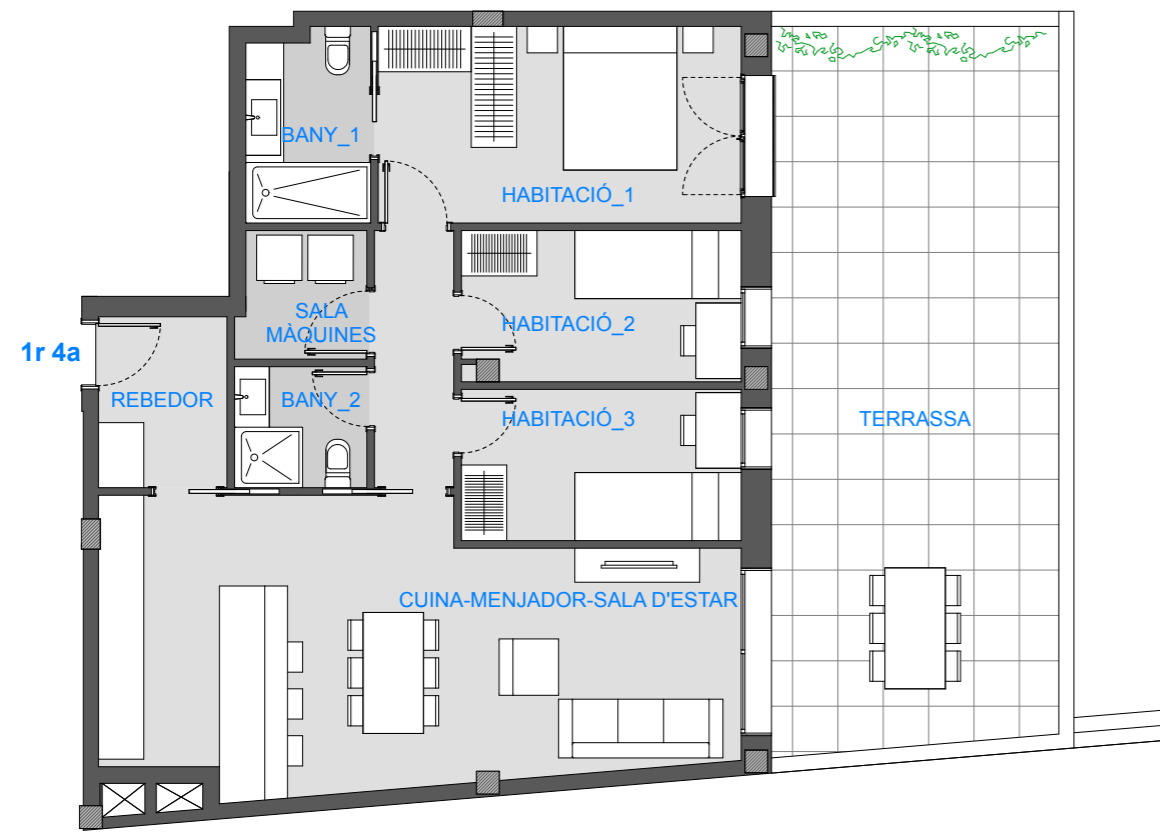 BANY_1
HABITACIÓ_1
SALA
MÀQUINES
HABITACIÓ_2
1r 4a
REBEDOR
BANY_2
HABITACIÓ_3
TERRASSA
CUINA-MENJADOR-SALA D'ESTAR